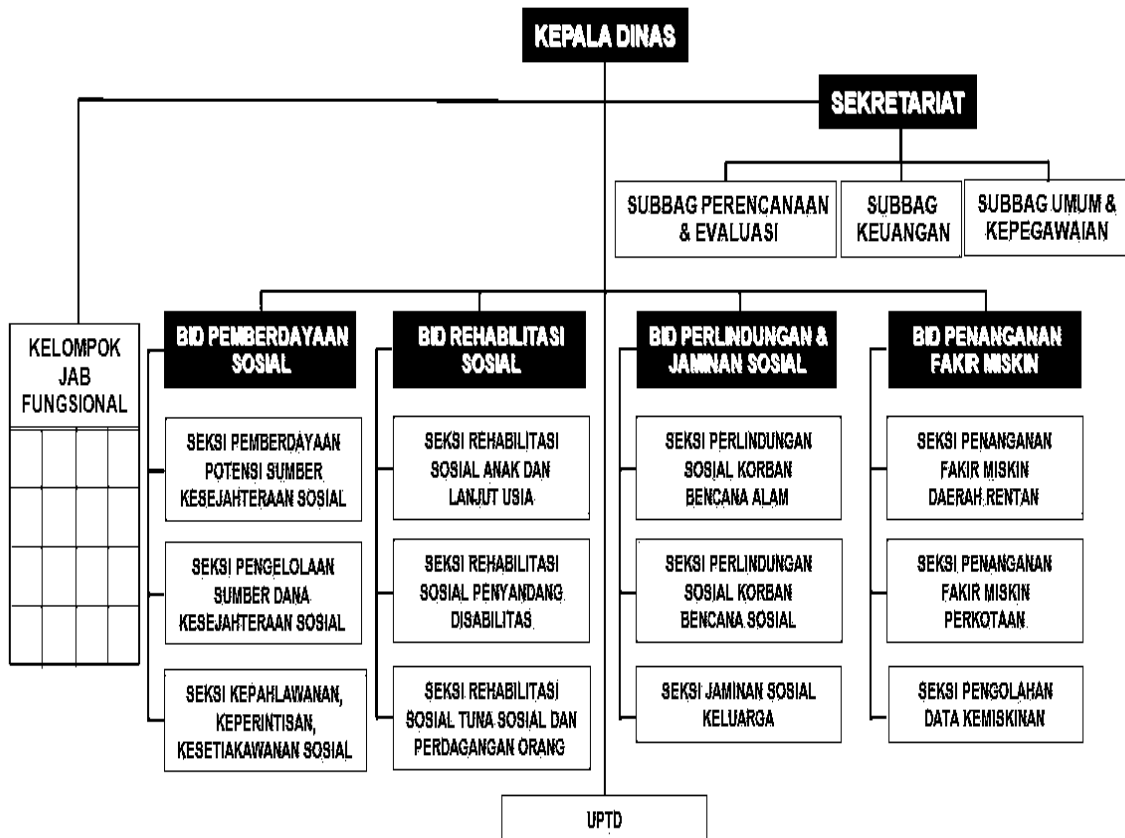 KEPALA DINAS
SEKRETARIAT
SUBBAG PERENCANAAN
& EVALUASI
SUBBAG
KEUANGAN
SUBBAG UMUM &
KEPEGAWAIAN
KELOMPOK
JAB
FUNGSIONAL
BID PEMBERDAYAAN
SOSIAL
SEKSI PEMBERDAYAAN
POTENSI SUMBER
KESEJAHTERAAN SOSIAL
SEKSI PENGELOLAAN
SUMBER DANA
KESEJAHTERAAN SOSIAL
SEKSI KEPAHLAWANAN,
KEPERINTISAN,
KESETIAKAWANAN SOSIAL
BID REHABILITASI
SOSIAL
SEKSI REHABILITASI
SOSIAL ANAK DAN
LANJUT USIA
SEKSI REHABILITASI
SOSIAL PENYANDANG
DISABILITAS
SEKSI REHABILITASI
SOSIAL TUNA SOSIAL DAN
PERDAGANGAN ORANG
BID PERLINDUNGAN &
JAMINAN SOSIAL
SEKSI PERLINDUNGAN
SOSIAL KORBAN
BENCANA ALAM
SEKSI PERLINDUNGAN
SOSIAL KORBAN
BENCANA SOSIAL
SEKSI JAMINAN SOSIAL
KELUARGA
BID PENANGANAN
FAKIR MISKIN
SEKSI PENANGANAN
FAKIR MISKIN
DAERAH RENTAN
SEKSI PENANGANAN
FAKIR MISKIN
PERKOTAAN
SEKSI PENGOLAHAN
DATA KEMISKINAN
UPTD